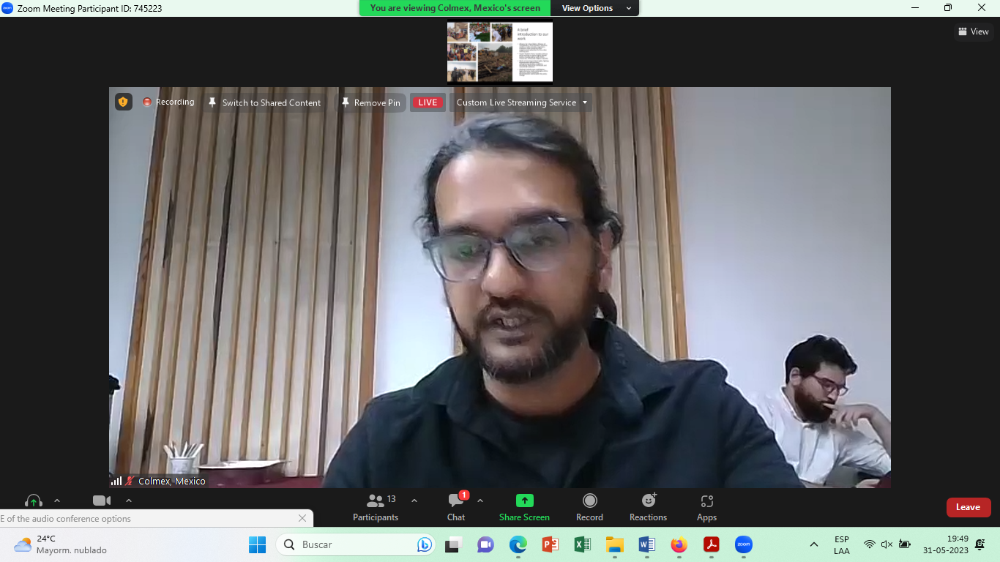 zoom
Zoom Meeting Participant ID: 745223
You are viewing Colmex, Mexico's screen
View Options
View
A brief
introduction to our
work
Recording
Switch to Shared Content
Remove Pin
LIVE
Custom Live Streaming Service
Colmex, Mexico
13
1
Participants
Chat
Share Screen
Record
Reactions
Apps
Leave
E of the audio conference options
24°C
Mayorm. nublado
Buscar
zoom
ESP
LAA
19:49
31-05-2023